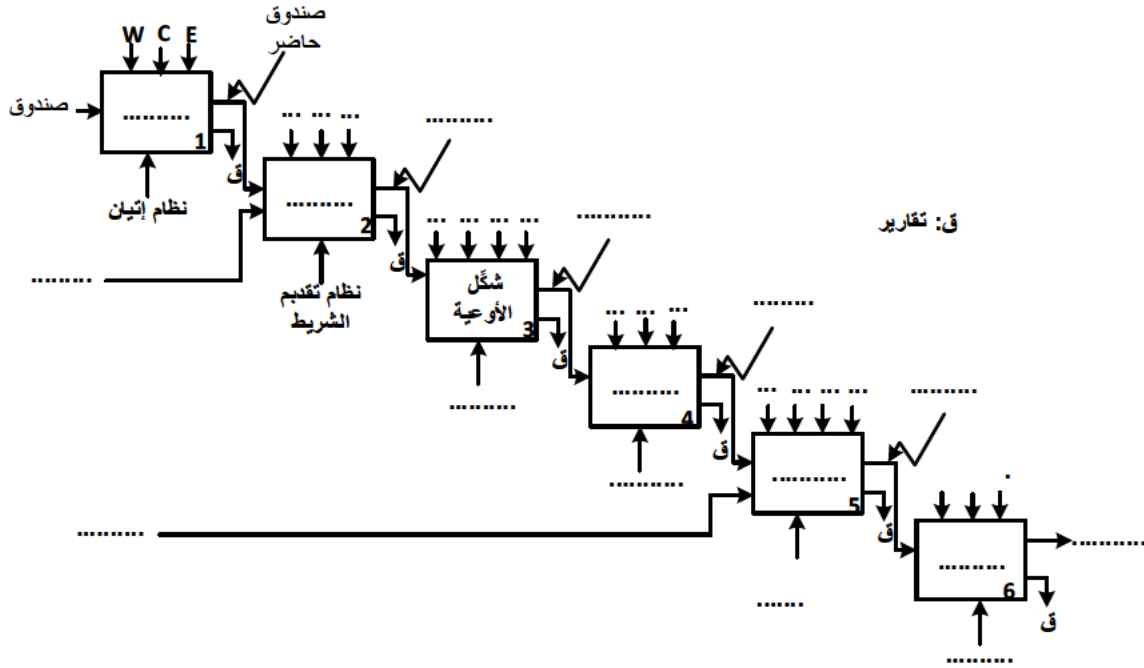 صندوق
حاضر
W C E
صندوق
..........
1
ق
نظام إتيان
... ... ...
..........
..........
2
ق
..........
نظام تقديم
الشريط
... ... ... ...
...........
شكَّل
الأوعية
3
ق
..........
ق: تقارير
... ... ...
..........
..........
4
ق
...........
... ... ... ...
..........
...........
5
ق
.......
..........
.
..........
6
...........
ق
..........